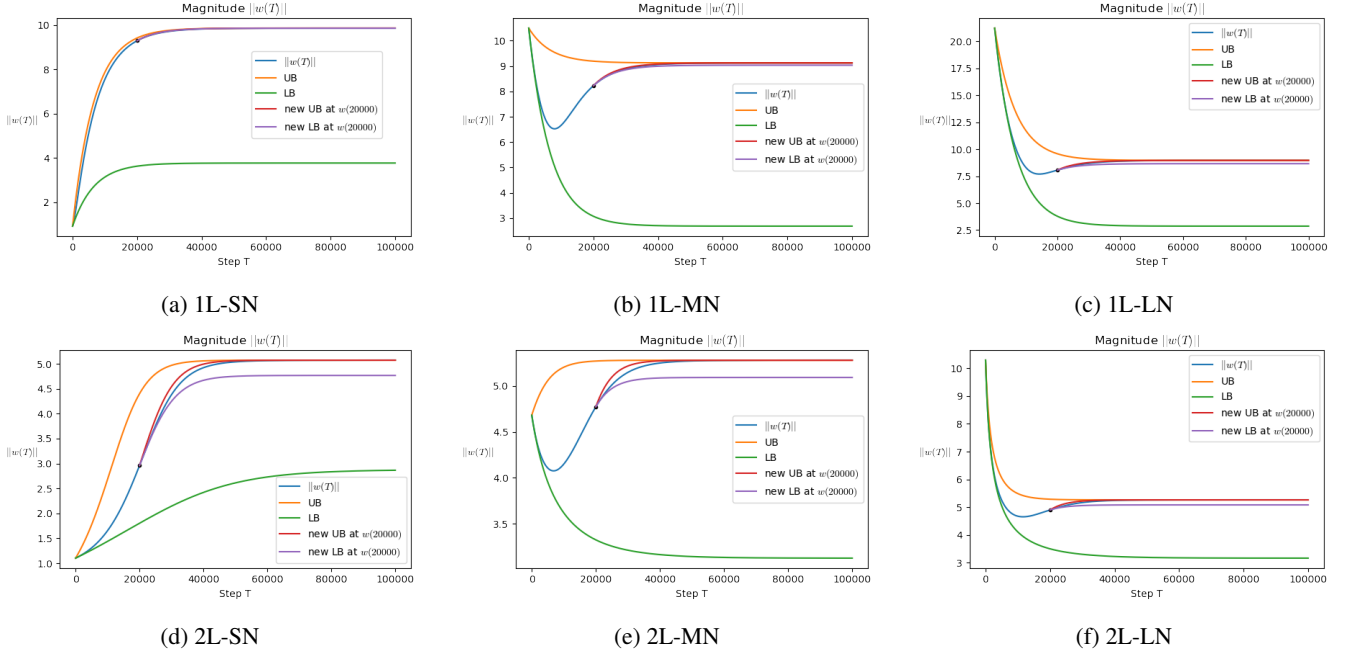 Magnitude ||w(T)||
10
8
6
4
2
||w(T)||
||w(T)||
UB
LB
new UB at w(20000)
new LB at w(20000)
0
20000
40000
60000
80000
100000
Step T
(a) 1L-SN
Magnitude ||w(T)||
10
9
8
7
6
5
4
3
||w(T)||
||w(T)||
UB
LB
new UB at w(20000)
new LB at w(20000)
0
20000
40000
60000
80000
100000
Step T
(b) 1L-MN
Magnitude ||w(T)||
20.0
17.5
15.0
12.5
10.0
7.5
5.0
2.5
||w(T)||
||w(T)||
UB
LB
new UB at w(20000)
new LB at w(20000)
0
20000
40000
60000
80000
100000
Step T
(c) 1L-LN
Magnitude ||w(T)||
5.0
4.5
4.0
3.5
3.0
2.5
2.0
1.5
1.0
||w(T)||
||w(T)||
UB
LB
new UB at w(20000)
new LB at w(20000)
0
20000
40000
60000
80000
100000
Step T
(d) 2L-SN
Magnitude ||w(T)||
5.0
4.5
4.0
3.5
||w(T)||
||w(T)||
UB
LB
new UB at w(20000)
new LB at w(20000)
0
20000
40000
60000
80000
100000
Step T
(e) 2L-MN
Magnitude ||w(T)||
10
9
8
7
6
5
4
3
||w(T)||
||w(T)||
UB
LB
new UB at w(20000)
new LB at w(20000)
0
20000
40000
60000
80000
100000
Step T
(f) 2L-LN